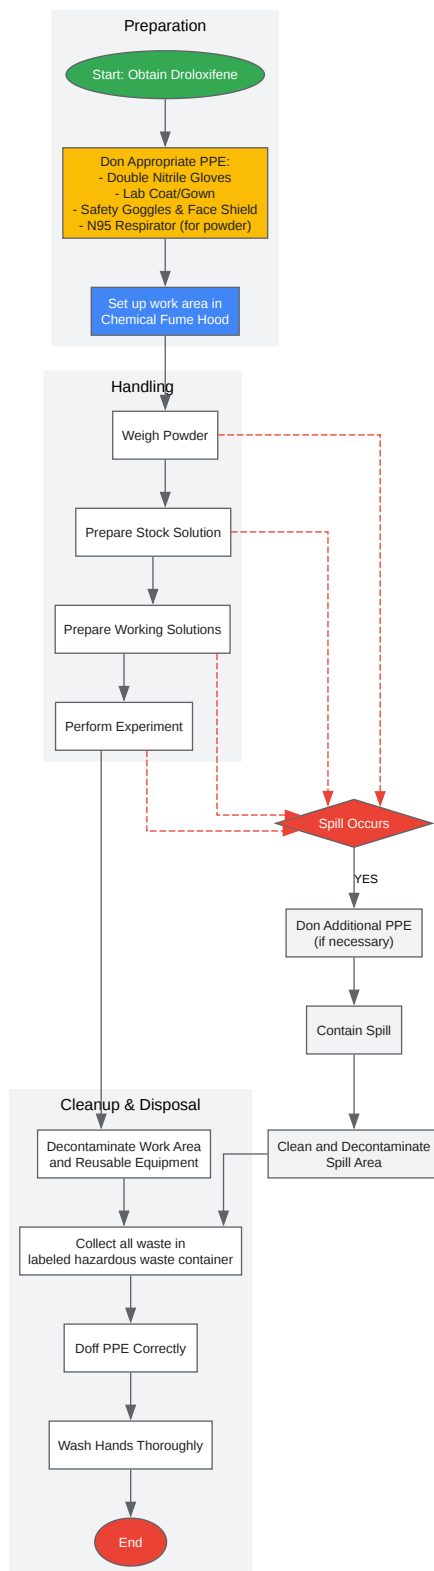 Preparation
Start: Obtain Droloxifene
Don Appropriate PPE:
- Double Nitrile Gloves
- Lab Coat/Gown
- Safety Goggles & Face Shield
- N95 Respirator (for powder)
Set up work area in
Chemical Fume Hood
Handling
Weigh Powder
Prepare Stock Solution
Prepare Working Solutions
Perform Experiment
Spill Occurs
YES
Don Additional PPE
(if necessary)
Contain Spill
Cleanup & Disposal
Decontaminate Work Area
and Reusable Equipment
Clean and Decontaminate
Spill Area
Collect all waste in
labeled hazardous waste container
Doff PPE Correctly
Wash Hands Thoroughly
End